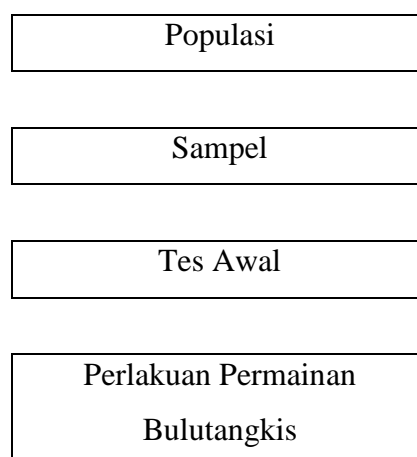 Populasi
Sampel
Tes Awal
Perlakuan Permainan
Bulutangkis